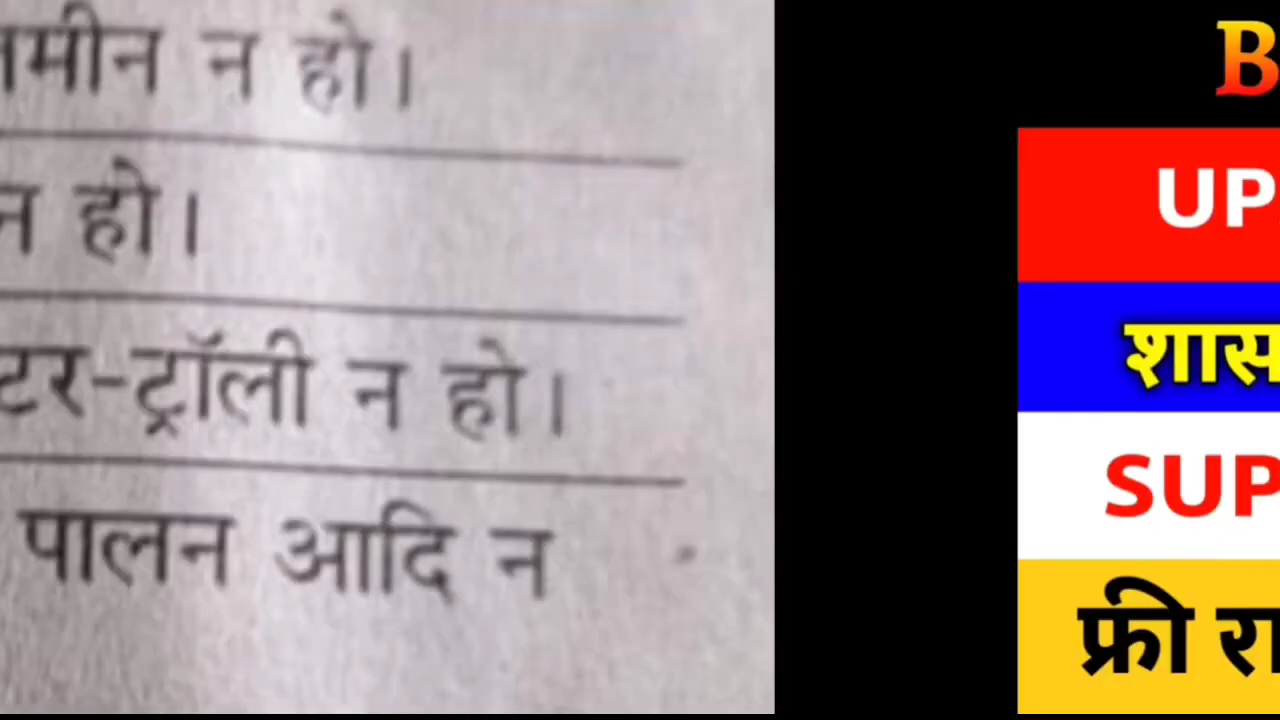 न हो।
न हो।
टर-ट्रॉली न हो।
पालन आदि न
B
UP
शास
SUP
फ्री रा